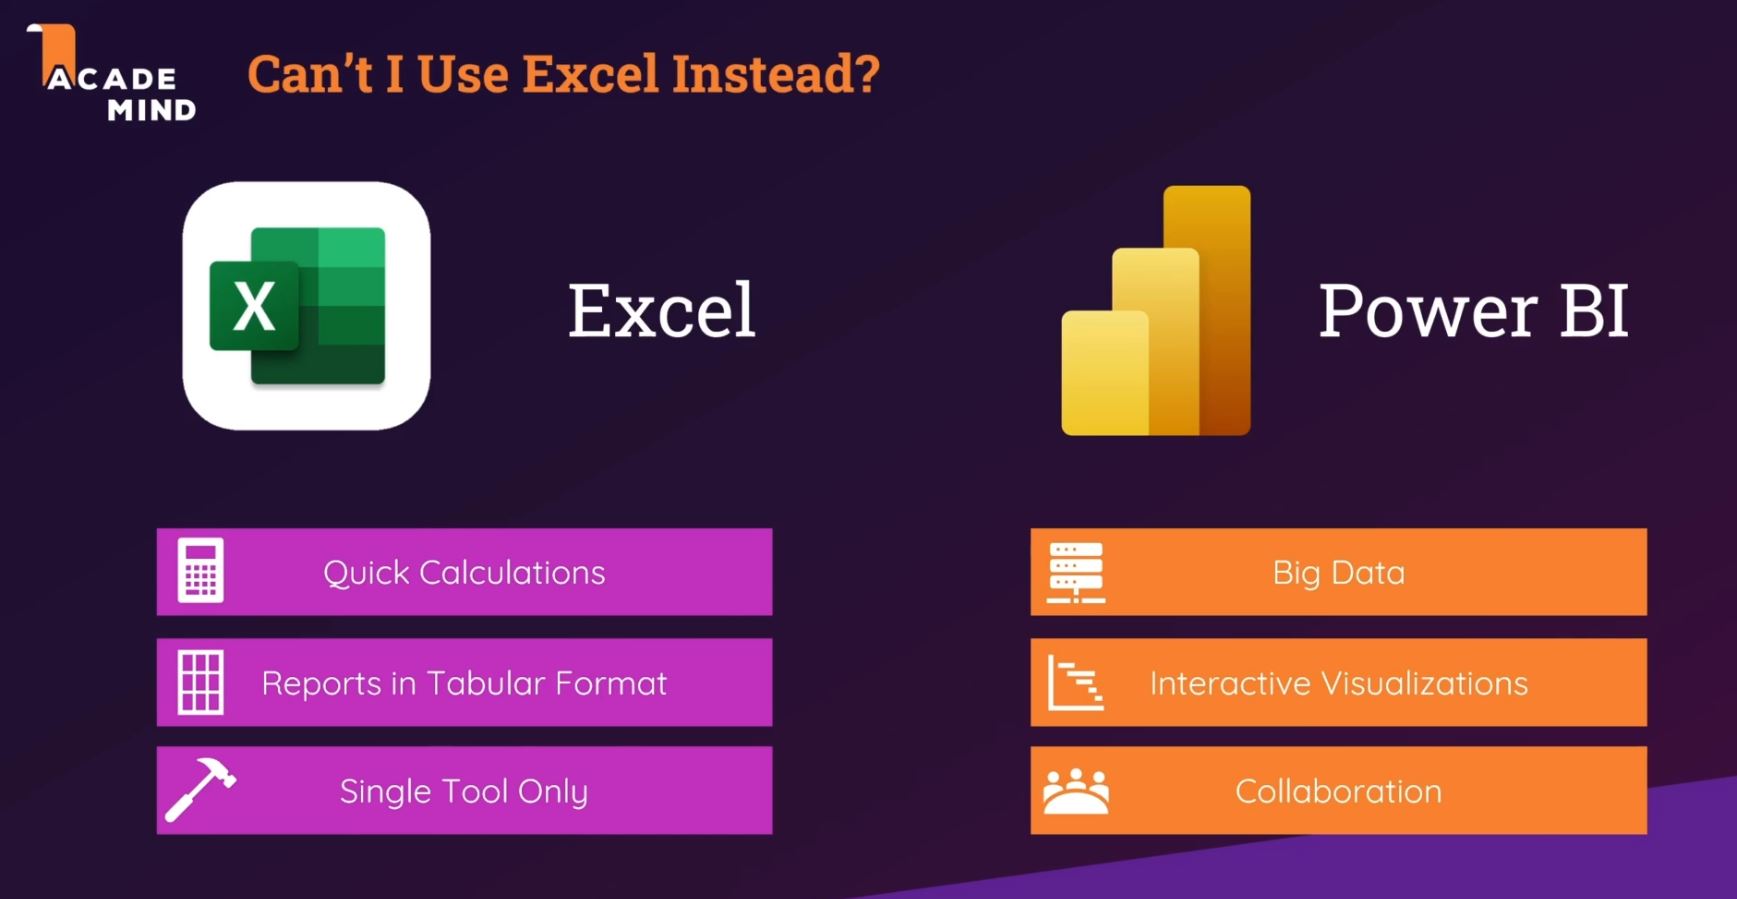 ACADE
MIND
Can't I Use Excel Instead?
X
Excel
Power BI
Quick Calculations
Reports in Tabular Format
Single Tool Only
Big Data
Interactive Visualizations
Collaboration